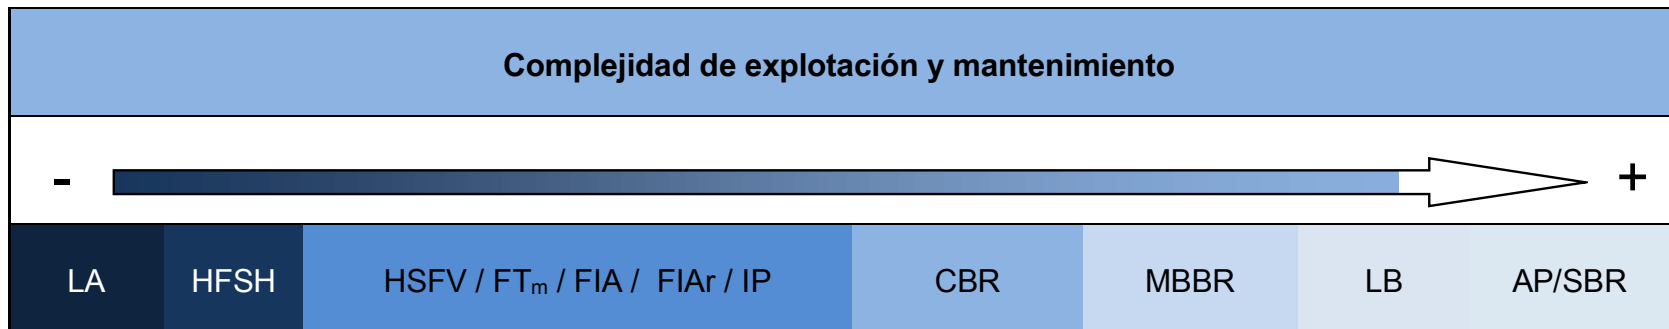 Complejidad de explotación y mantenimiento
- +
LA HFSH HSFV / FTm / FIA / FIAr / IP CBR MBBR LB AP/SBR